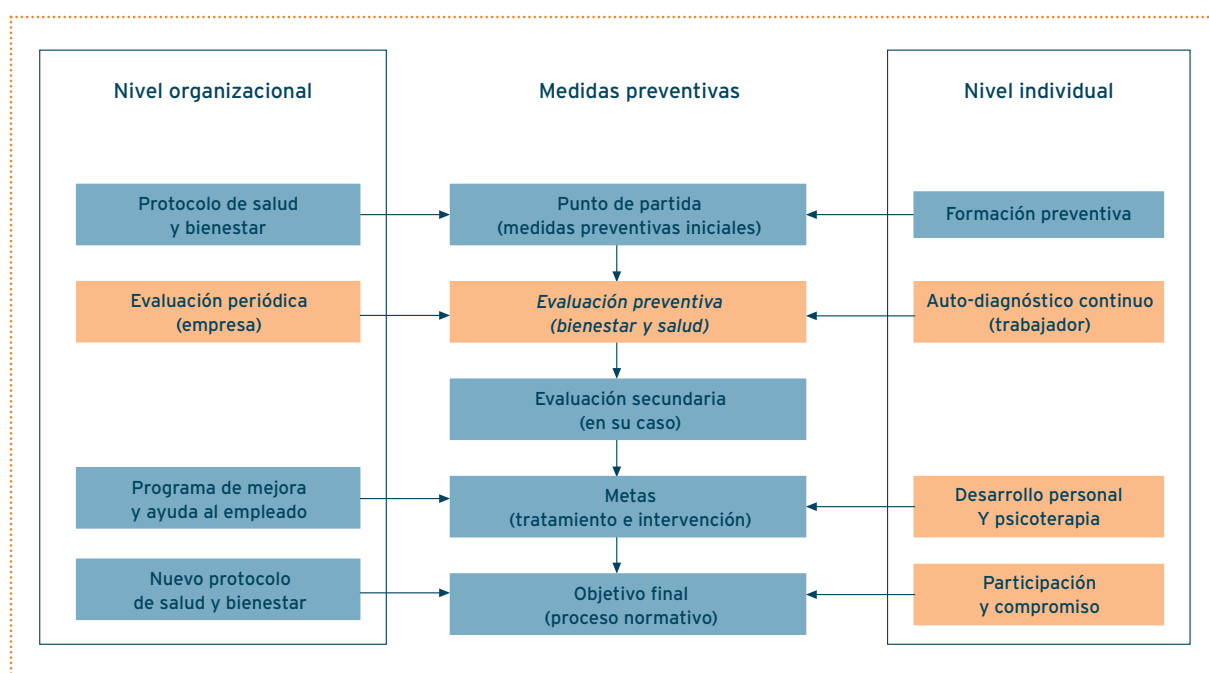 Nivel organizacional
Medidas preventivas
Nivel individual
Protocolo de salud
y bienestar
Punto de partida
(medidas preventivas iniciales)
Formación preventiva
Evaluación periódica
(empresa)
Evaluación preventiva
(bienestar y salud)
Auto-diagnóstico continuo
(trabajador)
Evaluación secundaria
(en su caso)
Programa de mejora
y ayuda al empleado
Metas
(tratamiento e intervención)
Desarrollo personal
Y psicoterapia
Nuevo protocolo
de salud y bienestar
Objetivo final
(proceso normativo)
Participación
y compromiso